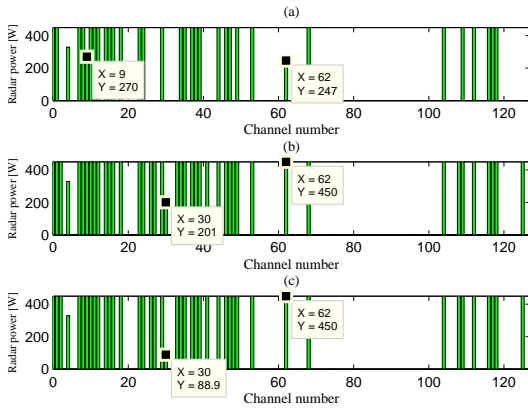 (a)
Radar power [W]
400
200
0
X = 9
Y = 270
X = 62
Y = 247
0 20 40 60 80 100 120
Channel number
(b)
Radar power [W]
400
200
0
X = 62
Y = 450
X = 30
Y = 201
0 20 40 60 80 100 120
Channel number
(c)
Radar power [W]
400
200
0
X = 62
Y = 450
X = 30
Y = 88.9
0 20 40 60 80 100 120
Channel number